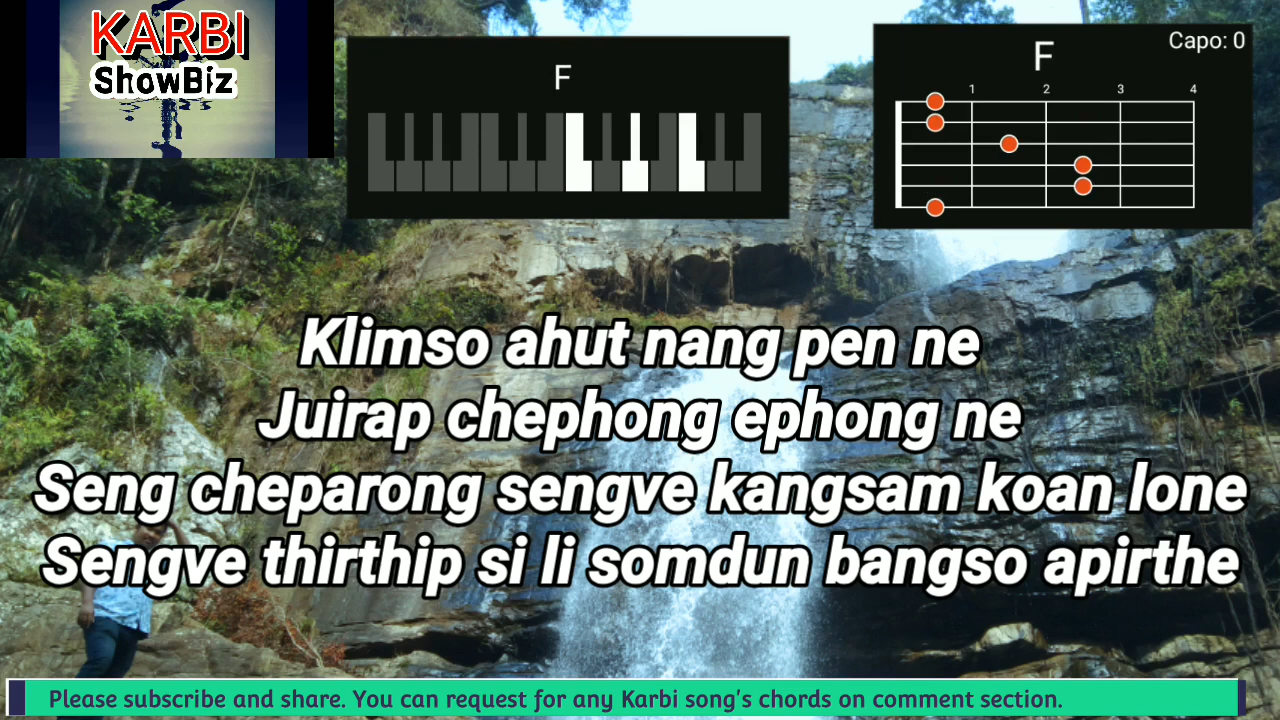 KARBI
ShowBiz
F
F
Capo: 0
1 2 3 4
Klimso ahut nang pen ne
Juirap chephong ephong ne
Seng cheparong sengve kangsam koan lone
Sengve thirthip si li somdun bangso apirthe
Please subscribe and share. You can request for any Karbi song's chords on comment section.